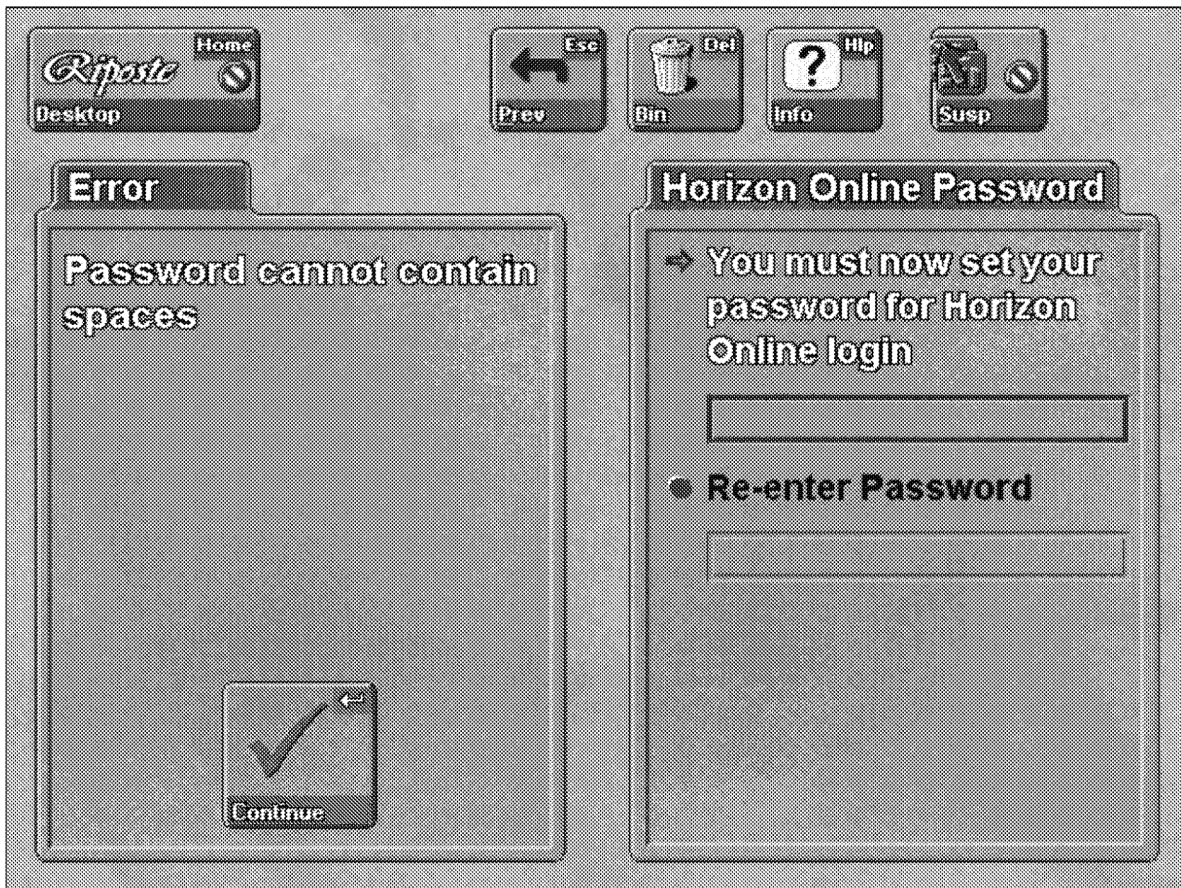 Home
Riposte
Desktop
Esc
Prev
Del
Bin
Hlp
?
Info
Susp
Error
Password cannot contain
spaces
Continue
Horizon Online Password
You must now set your
password for Horizon
Online login
Re-enter Password